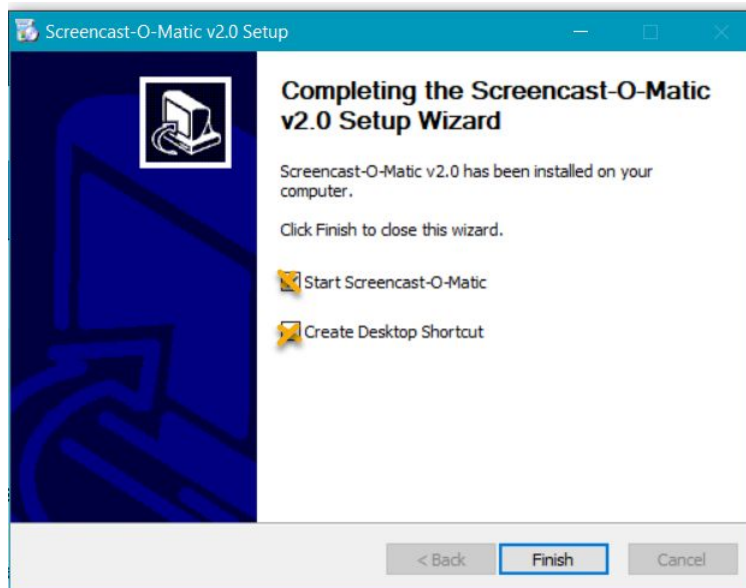 Screencast-O-Matic v2.0 Setup
Completing the Screencast-O-Matic
v2.0 Setup Wizard
Screencast-O-Matic v2.0 has been installed on your
computer.
Click Finish to close this wizard.
Start Screencast-O-Matic
Create Desktop Shortcut
< Back Finish Cancel